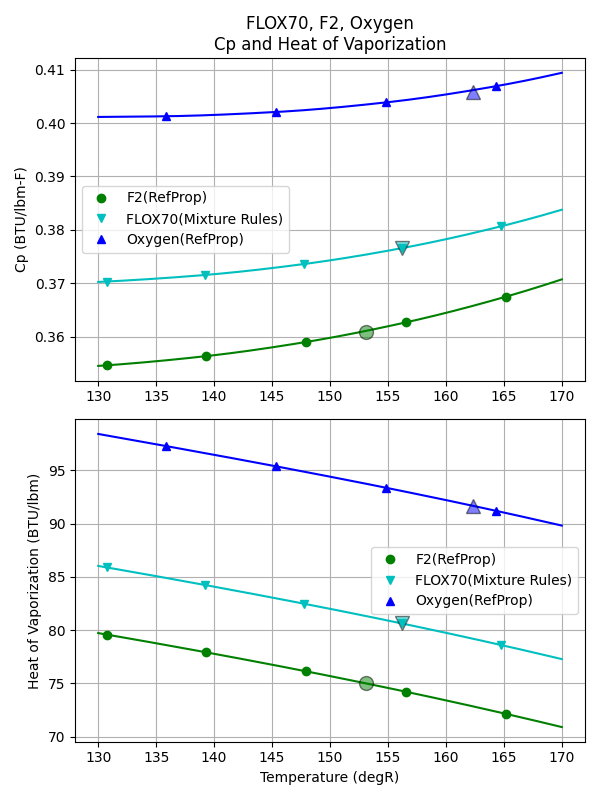 FLOX70, F2, Oxygen
Cp and Heat of Vaporization
0.41
0.40
0.39
0.38
0.37
0.36
Cp (BTU/lbm-F)
F2(RefProp)
FLOX70(Mixture Rules)
Oxygen(RefProp)
130 135 140 145 150 155 160 165 170
95
90
85
80
75
70
Heat of Vaporization (BTU/lbm)
F2(RefProp)
FLOX70(Mixture Rules)
Oxygen(RefProp)
130 135 140 145 150 155 160 165 170
Temperature (degR)